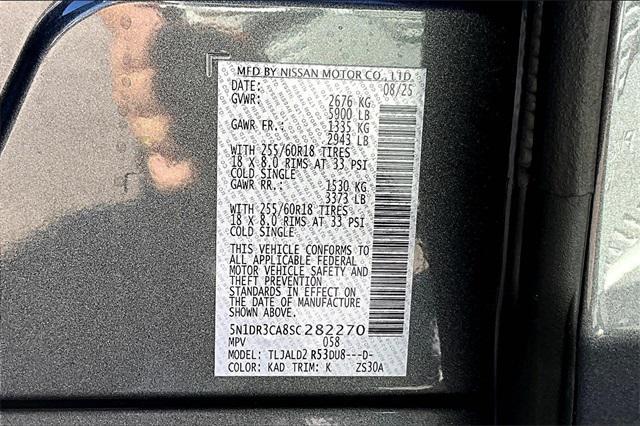 MFD BY NISSAN MOTOR CO., LTD.
DATE: 08/25
GVWR: 2676 KG
5900 LB
GAWR FR.: 1335 KG
2943 LB
WITH 255/60R18 TIRES
18 X 8.0 RIMS AT 33 PSI
COLD SINGLE
GAWR RR.: 1530 KG
3373 LB
WITH 255/60R18 TIRES
18 X 8.0 RIMS AT 33 PSI
COLD SINGLE
THIS VEHICLE CONFORMS TO
ALL APPLICABLE FEDERAL
MOTOR VEHICLE SAFETY AND
THEFT PREVENTION
STANDARDS IN EFFECT ON
THE DATE OF MANUFACTURE
SHOWN ABOVE.
5N1DR3CA8SC282270
MPV 058
MODEL: TLJALD2 R53DU8---D-
COLOR: KAD TRIM: K ZS30A